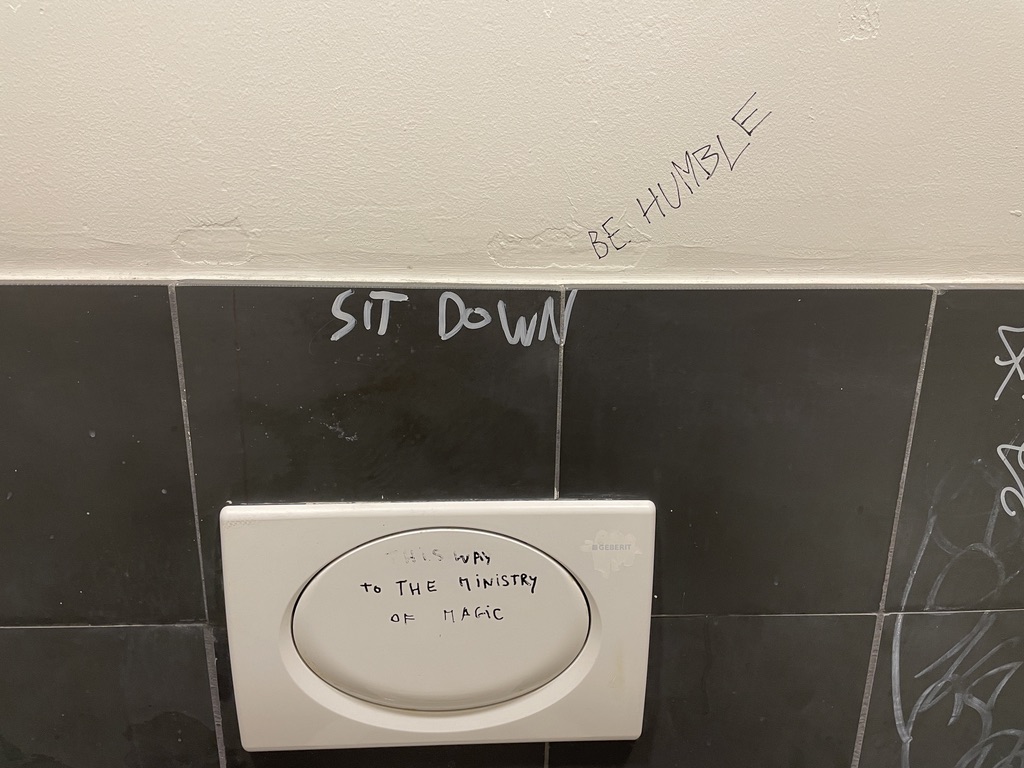 BE HUMBLE
SIT DOWN
GEBERIT
THIS WAY
TO THE MINISTRY
OF MAGIC